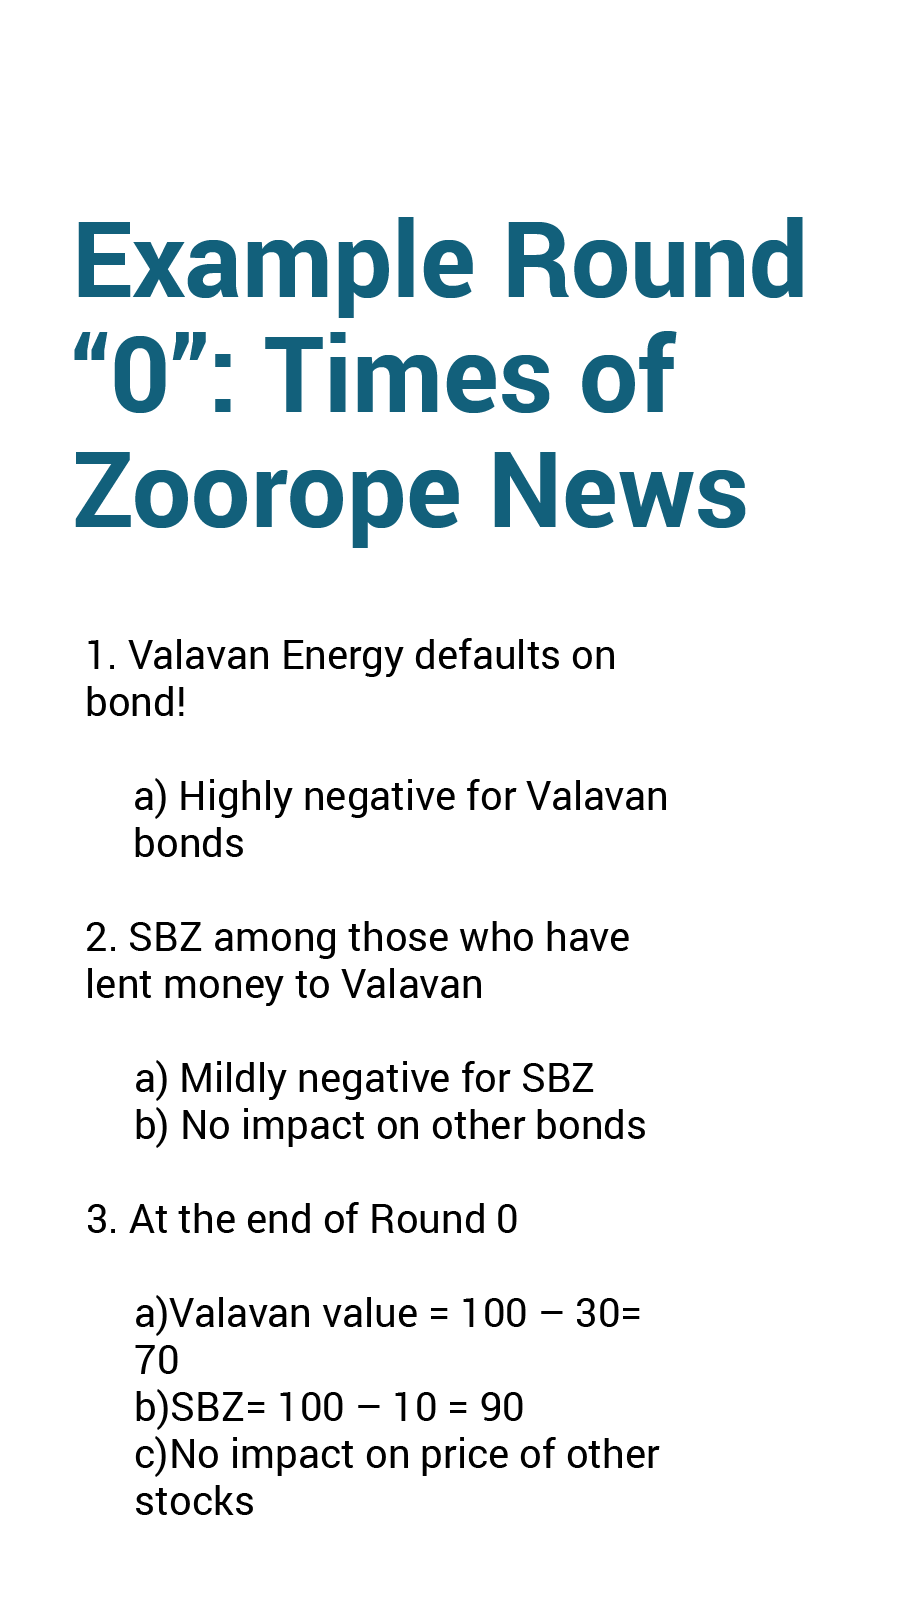 Example Round
“0”: Times of
Zoorope News
1. Valavan Energy defaults on
bond!
a) Highly negative for Valavan
bonds
2. SBZ among those who have
lent money to Valavan
a) Mildly negative for SBZ
b) No impact on other bonds
3. At the end of Round 0
a)Valavan value = 100 – 30=
70
b)SBZ= 100 – 10 = 90
c)No impact on price of other
stocks